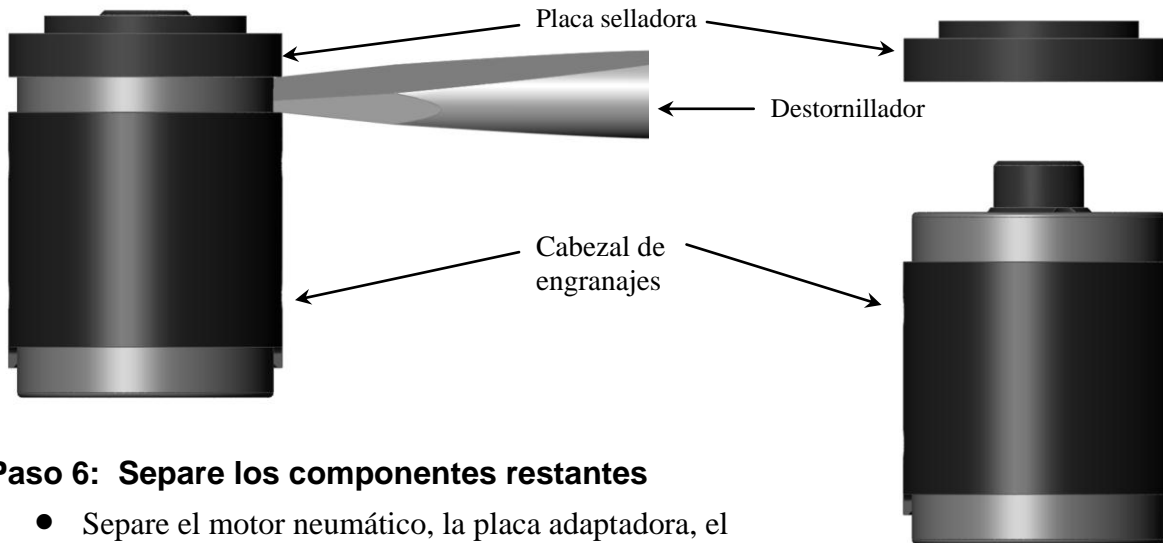 Placa selladora
Destornillador
Cabezal de
engranajes
Paso 6: Separe los componentes restantes
● Separe el motor neumático, la placa adaptadora, el